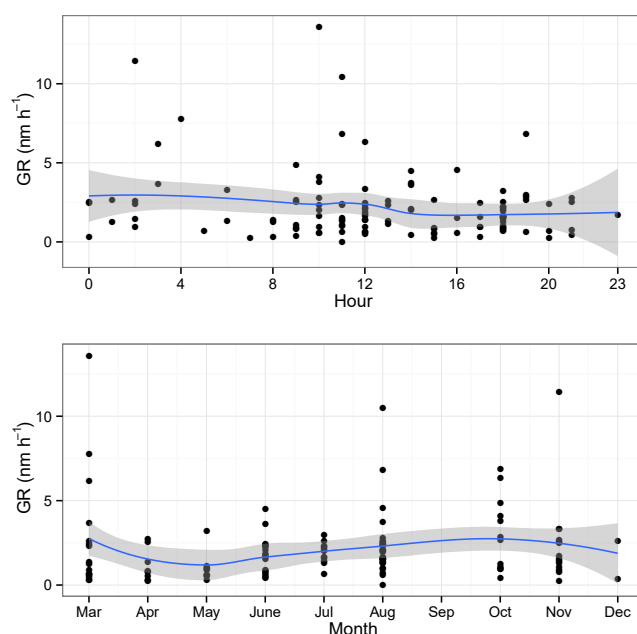 GR (nm h⁻¹)
10
5
0
0 4 8 12 16 20 23
Hour
GR (nm h⁻¹)
10
5
0
Mar Apr May June Jul Aug Sep Oct Nov Dec
Month